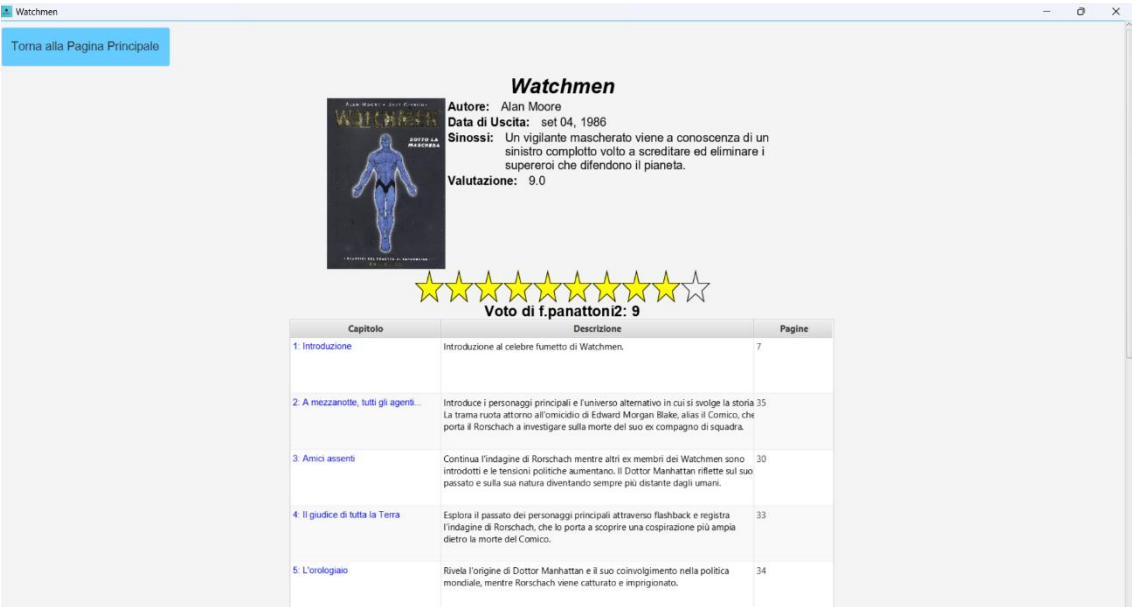 Watchmen
Torna alla Pagina Principale
Watchmen
ALAN MOORE
WATCHMEN
SOTTO LA
MASCHERA
Autore: Alan Moore
Data di Uscita: set 04, 1986
Sinossi: Un vigilante mascherato viene a conoscenza di un
sinistro complotto volto a screditare ed eliminare i
supereroi che difendono il pianeta.
Valutazione: 9.0
Voto di f.panattoni2: 9
Capitolo Descrizione Pagine
1: Introduzione Introduzione al celebre fumetto di Watchmen. 7
2: A mezzanotte, tutti gli agenti... Introduce i personaggi principali e l'universo alternativo in cui si svolge la storia 35
La trama ruota attorno all'omicidio di Edward Morgan Blake, alias il Comico, che
porta il Rorschach a investigare sulla morte del suo ex compagno di squadra.
3: Amici assenti Continua l'indagine di Rorschach mentre altri ex membri dei Watchmen sono 30
introdotti e le tensioni politiche aumentano. Il Dottor Manhattan riflette sul suo
passato e sulla sua natura diventando sempre più distante dagli umani.
4: Il giudice di tutta la Terra Esplora il passato dei personaggi principali attraverso flashback e registra 33
l'indagine di Rorschach, che lo porta a scoprire una cospirazione più ampia
dietro la morte del Comico.
5: L'orologiaio Rivela l'origine di Dottor Manhattan e il suo coinvolgimento nella politica 34
mondiale, mentre Rorschach viene catturato e imprigionato.